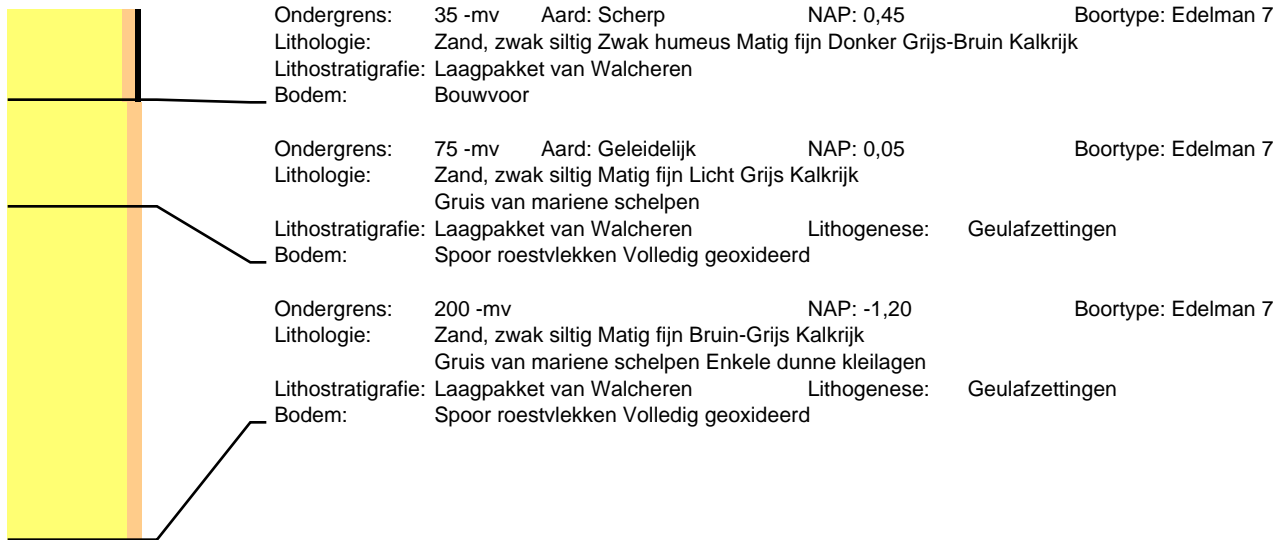 Ondergrens: 35 -mv Aard: Scherp NAP: 0,45 Boortype: Edelman 7
Lithologie: Zand, zwak siltig Zwak humeus Matig fijn Donker Grijs-Bruin Kalkrijk
Lithostratigrafie: Laagpakket van Walcheren
Bodem: Bouwvoor
Ondergrens: 75 -mv Aard: Geleidelijk NAP: 0,05 Boortype: Edelman 7
Lithologie: Zand, zwak siltig Matig fijn Licht Grijs Kalkrijk
Gruis van mariene schelpen
Lithostratigrafie: Laagpakket van Walcheren Lithogenese: Geulafzettingen
Bodem: Spoor roestvlekken Volledig geoxideerd
Ondergrens: 200 -mv NAP: -1,20 Boortype: Edelman 7
Lithologie: Zand, zwak siltig Matig fijn Bruin-Grijs Kalkrijk
Gruis van mariene schelpen Enkele dunne kleilagen
Lithostratigrafie: Laagpakket van Walcheren Lithogenese: Geulafzettingen
Bodem: Spoor roestvlekken Volledig geoxideerd